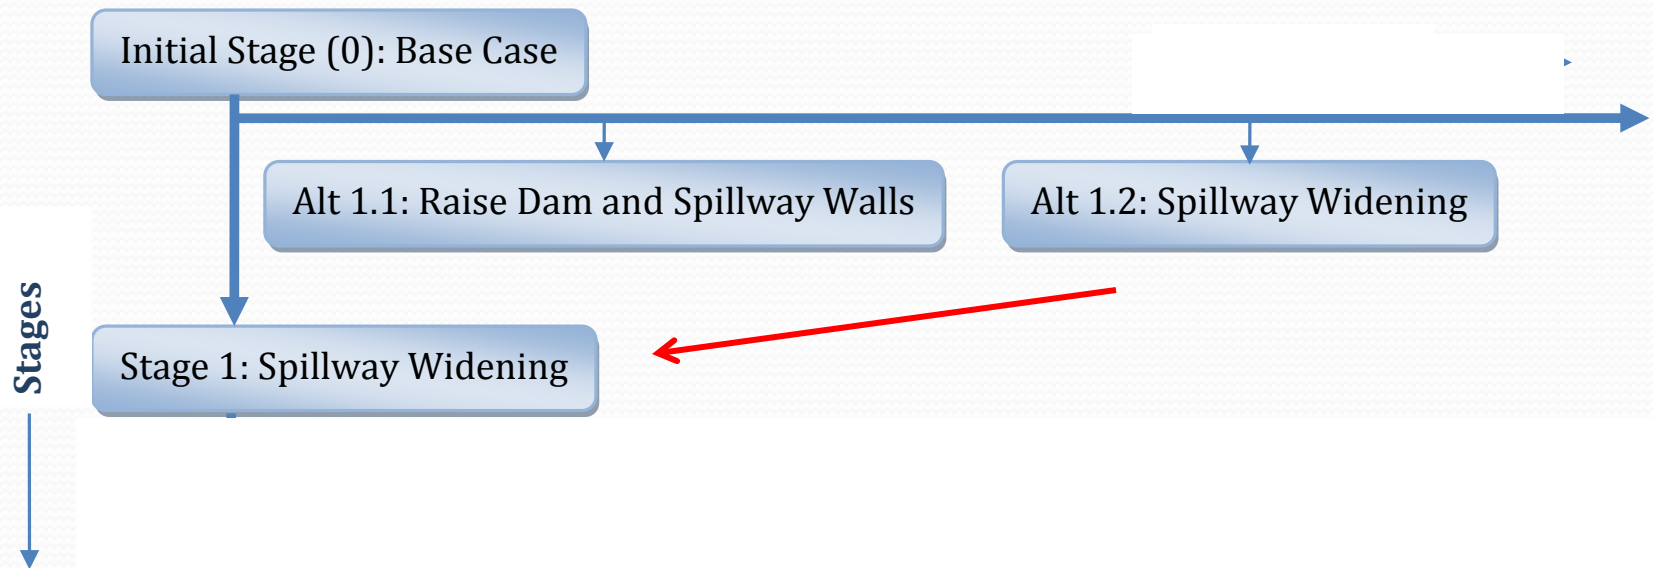 Initial Stage (0): Base Case
Alt 1.1: Raise Dam and Spillway Walls
Alt 1.2: Spillway Widening
Stages
Stage 1: Spillway Widening